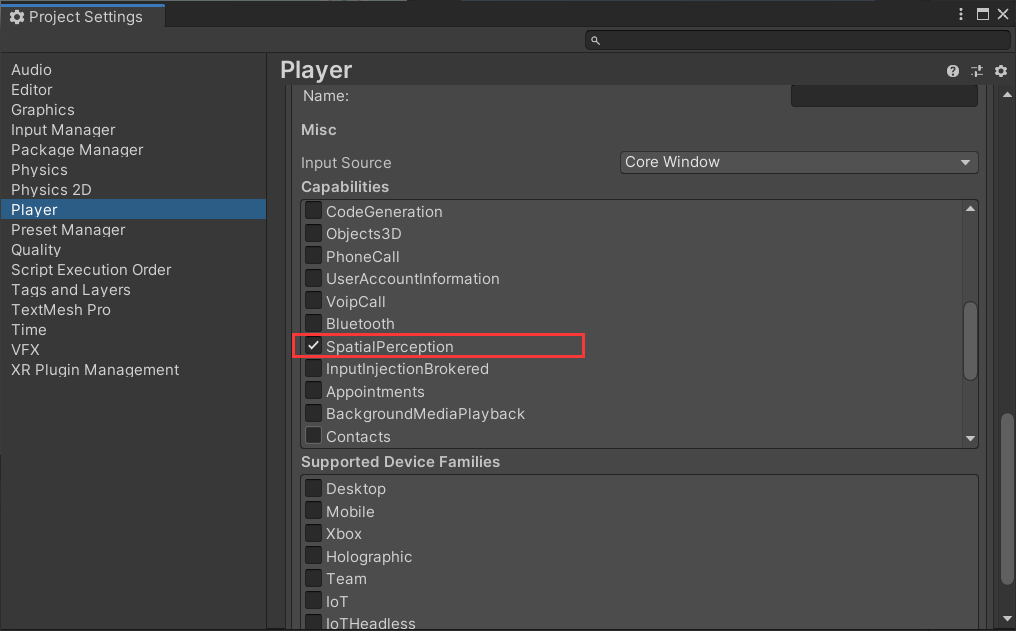 Project Settings
Audio
Editor
Graphics
Input Manager
Package Manager
Physics
Physics 2D
Player
Preset Manager
Quality
Script Execution Order
Tags and Layers
TextMesh Pro
Time
VFX
XR Plugin Management
Player
Name:
Misc
Input Source Core Window
Capabilities
CodeGeneration
Objects3D
PhoneCall
UserAccountInformation
VoipCall
Bluetooth
SpatialPerception
InputInjectionBrokered
Appointments
BackgroundMediaPlayback
Contacts
Supported Device Families
Desktop
Mobile
Xbox
Holographic
Team
IoT
IoTHeadless